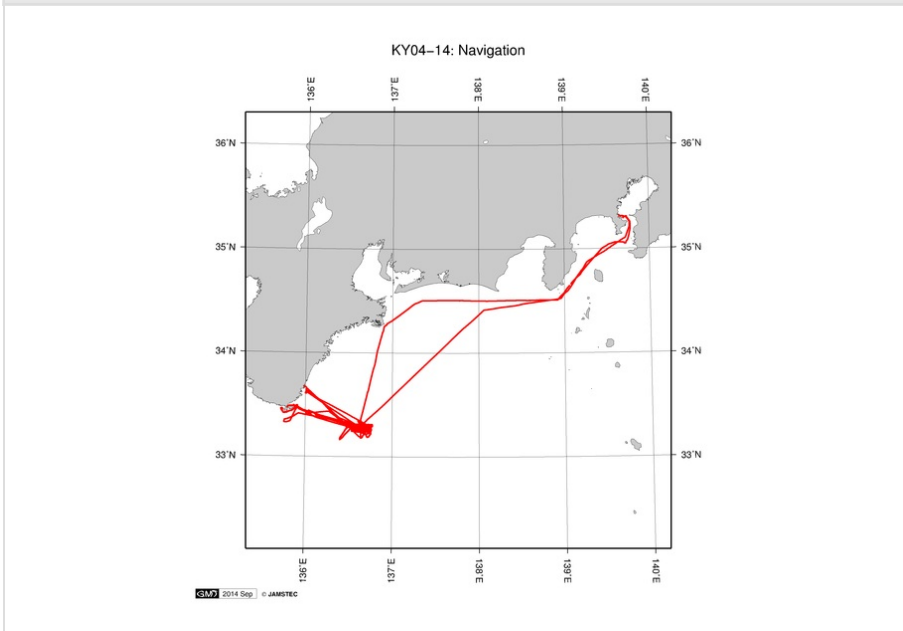 KY04−14: Navigation
136˚E 137˚E 138˚E 139˚E 140˚E
36˚N 36˚N
35˚N 35˚N
34˚N 34˚N
33˚N 33˚N
136˚E 137˚E 138˚E 139˚E 140˚E
GMD 2014 Sep © JAMSTEC